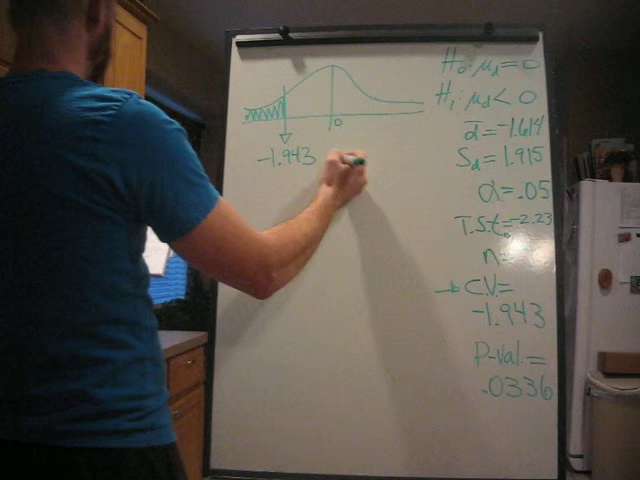 0
-1.943
H₀: μd = 0
H₁: μd < 0
d̄ = -1.614
Sd = 1.915
α = .05
T.S. t = -2.23
n =
→ C.V. =
-1.943
P-val. =
.0336